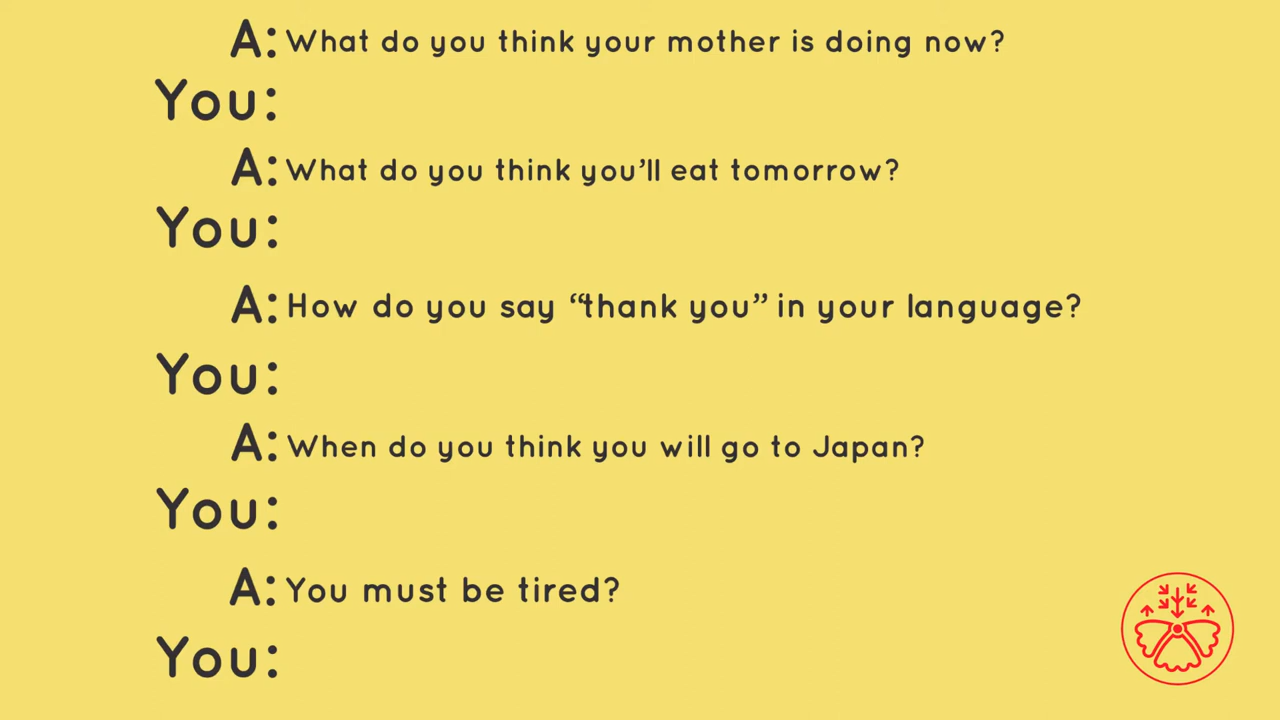 A: What do you think your mother is doing now?
You:
A: What do you think you'll eat tomorrow?
You:
A: How do you say “thank you” in your language?
You:
A: When do you think you will go to Japan?
You:
A: You must be tired?
You: